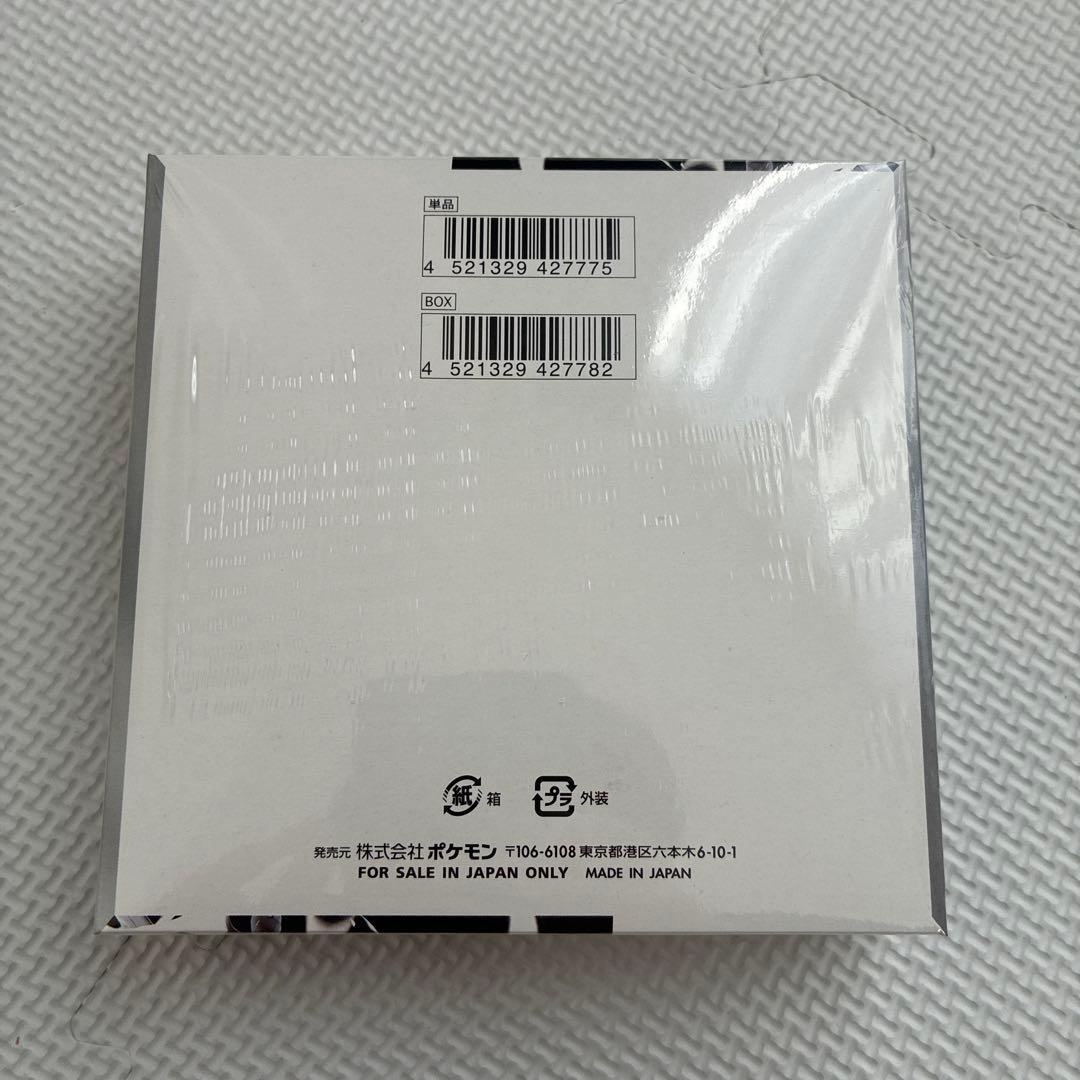 単品
4 521329 427775
BOX
4 521329 427782
紙 箱 プラ 外装
発売元 株式会社 ポケモン 〒106-6108 東京都港区六本木6-10-1
FOR SALE IN JAPAN ONLY MADE IN JAPAN